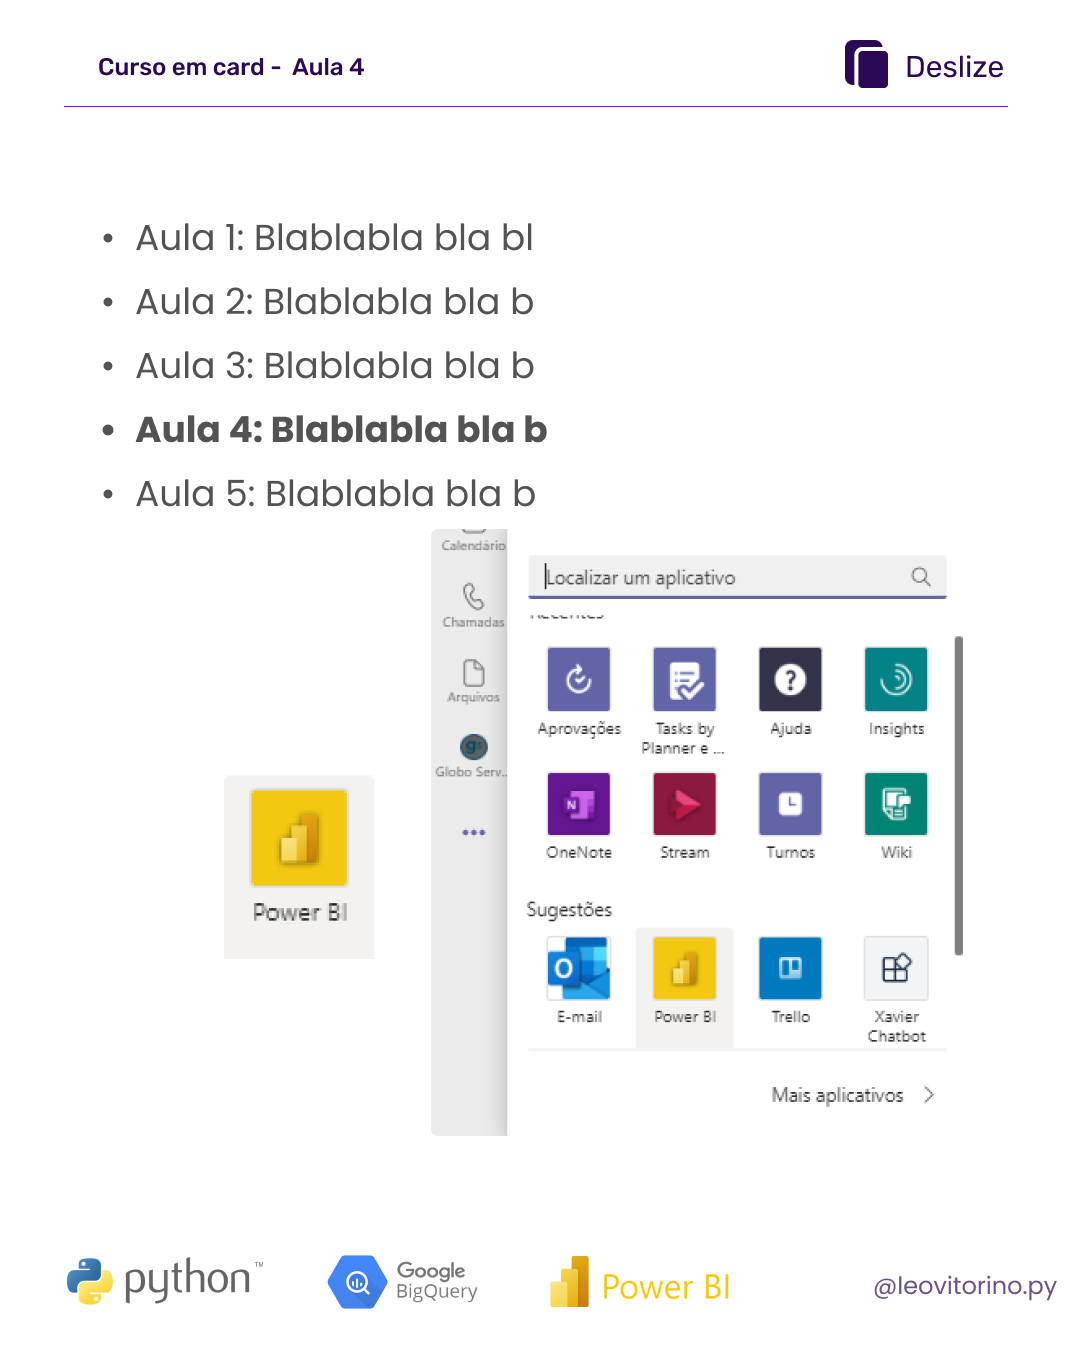 Curso em card - Aula 4
Deslize
• Aula 1: Blablabla bla bl
• Aula 2: Blablabla bla b
• Aula 3: Blablabla bla b
• Aula 4: Blablabla bla b
• Aula 5: Blablabla bla b
Calendário
Chamadas
Arquivos
Globo Serv..
Localizar um aplicativo
Recentes
Aprovações
Tasks by
Planner e ...
Ajuda
Insights
OneNote
Stream
Turnos
Wiki
Sugestões
E-mail
Power BI
Trello
Xavier
Chatbot
Mais aplicativos
Power BI
python™
Google
BigQuery
Power BI
@leovitorino.py